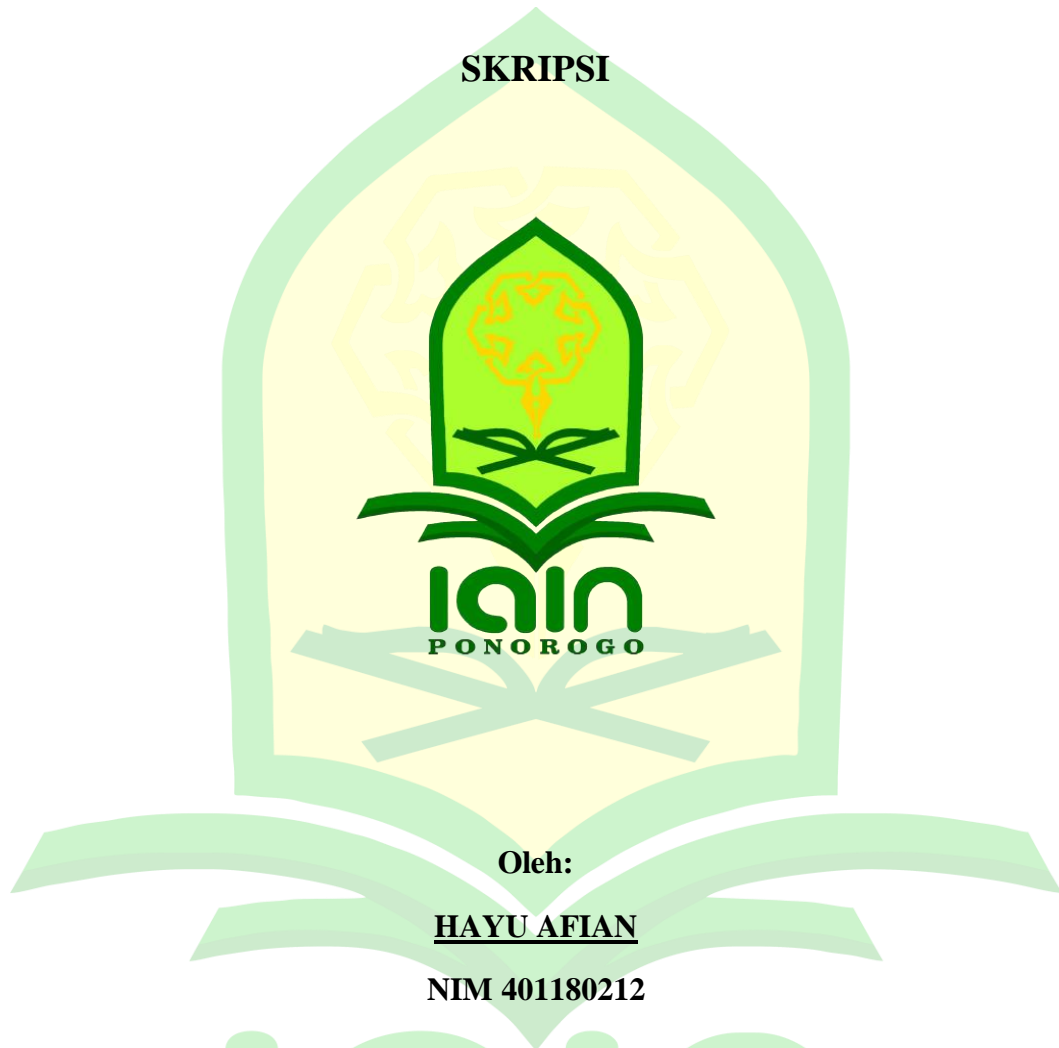 SKRIPSI
iain
PONOROGO
Oleh:
HAYU AFIAN
NIM 401180212